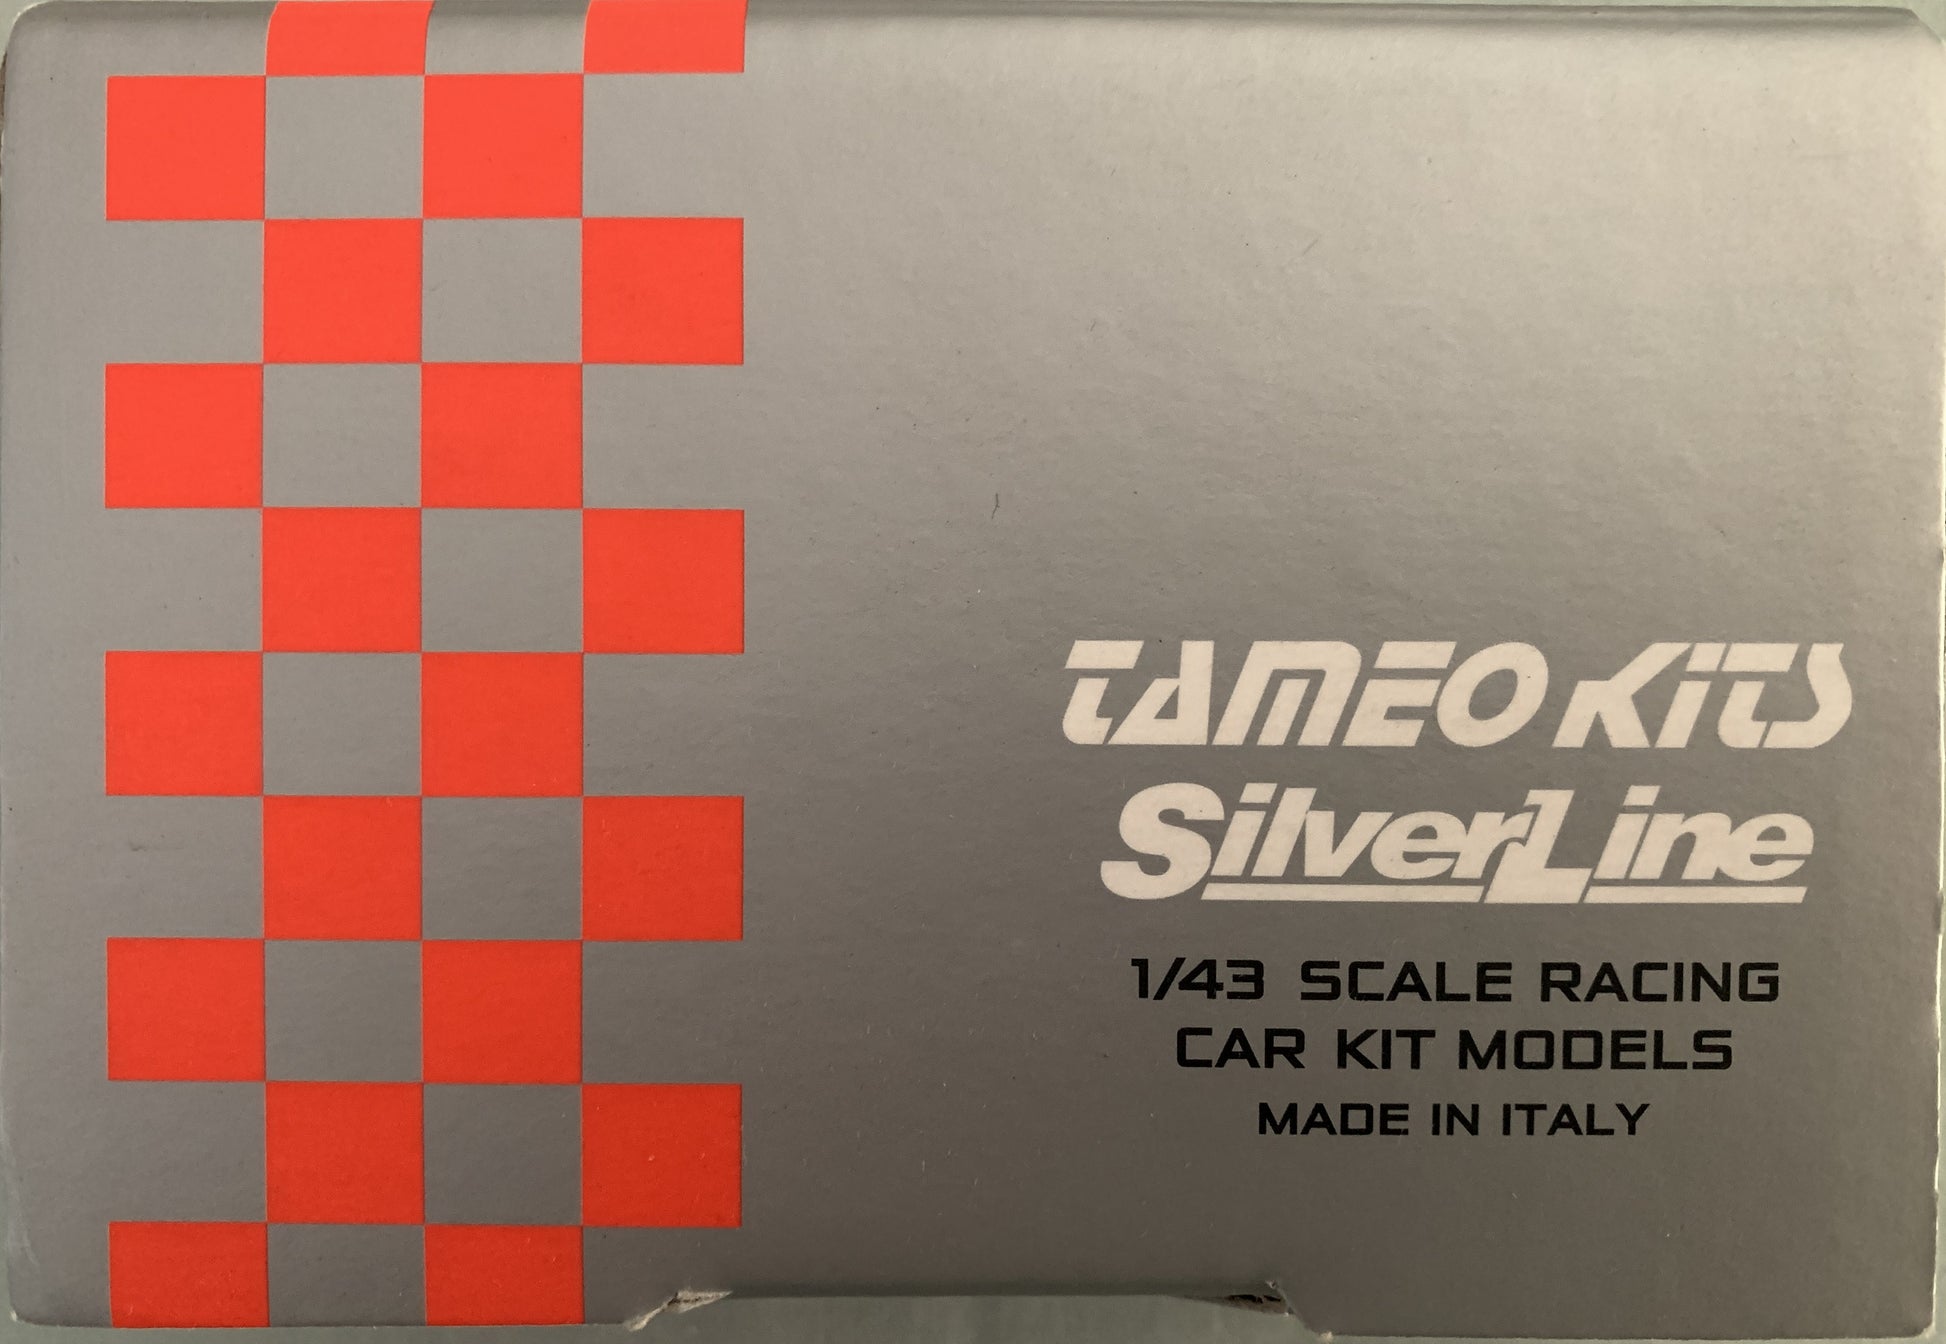 TAMEO KITS
SilverLine
1/43 SCALE RACING
CAR KIT MODELS
MADE IN ITALY